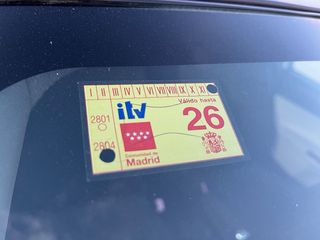 I II III IV V VI VII VIII IX X XI
Válido hasta
itv 26
2801
2804
Comunidad de
Madrid